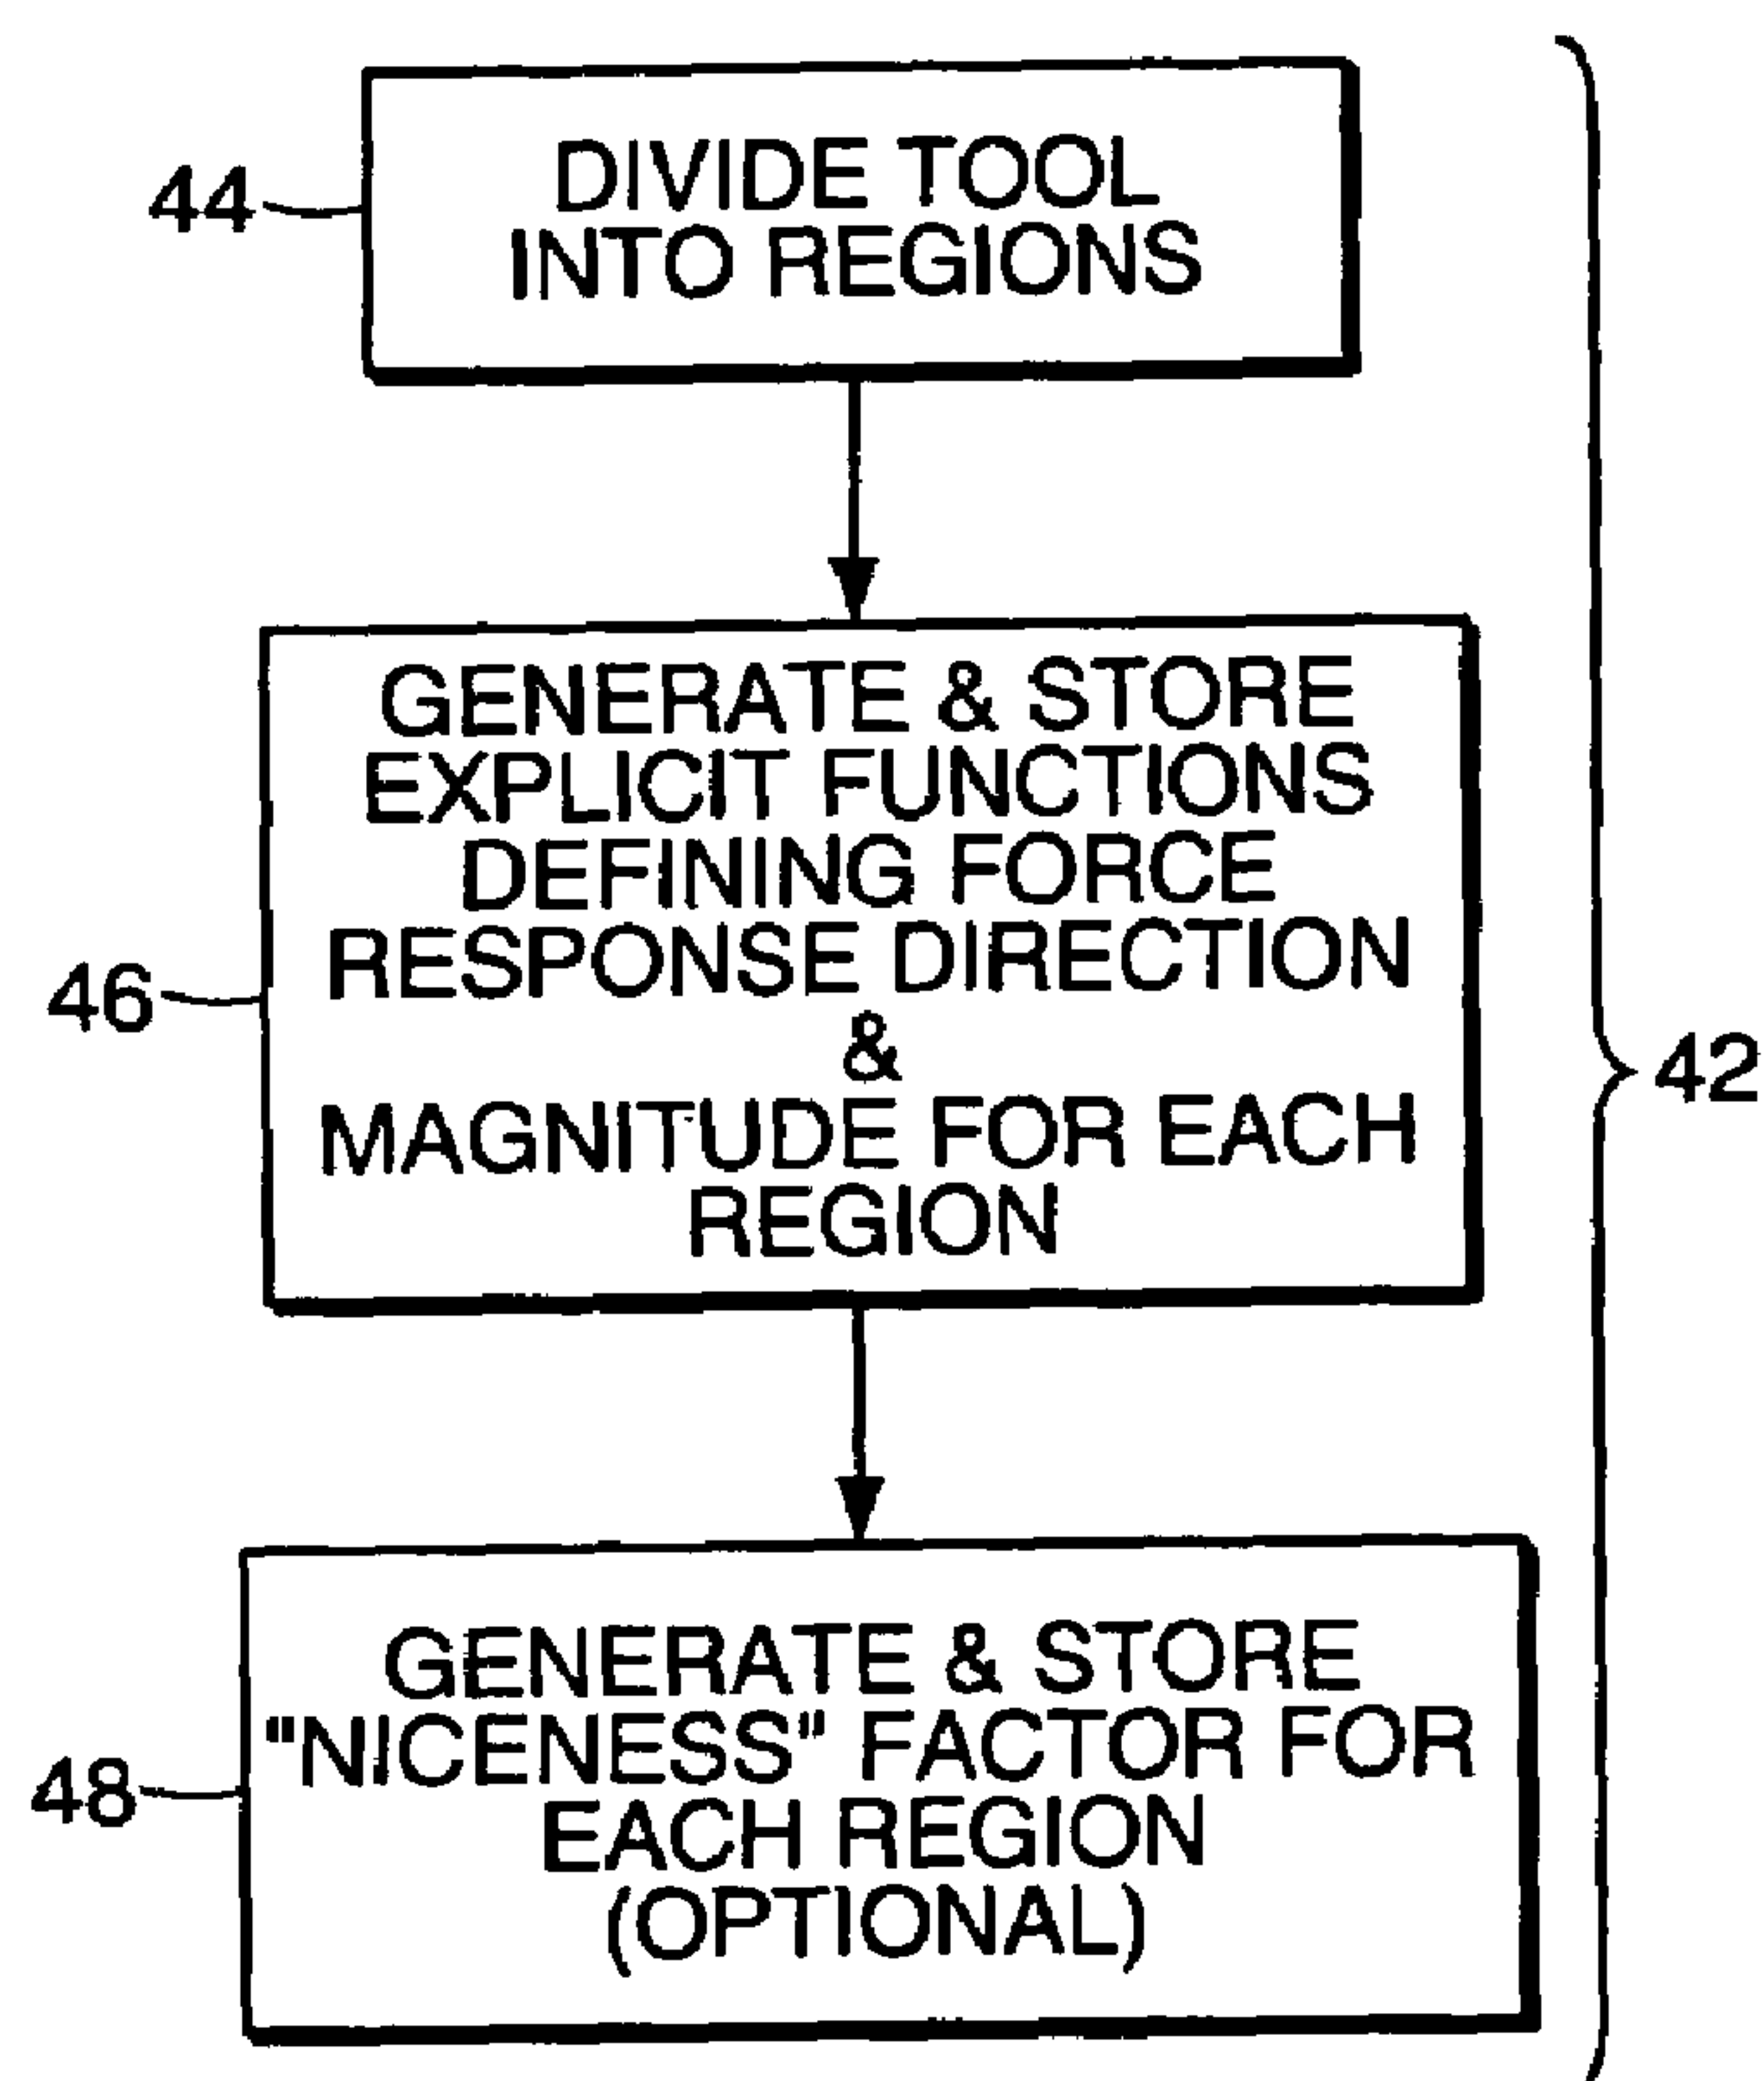 44
DIVIDE TOOL
INTO REGIONS
GENERATE & STORE
EXPLICIT FUNCTIONS
DEFINING FORCE
RESPONSE DIRECTION
&
MAGNITUDE FOR EACH
REGION
46
42
GENERATE & STORE
"NICENESS" FACTOR FOR
EACH REGION
(OPTIONAL)
48